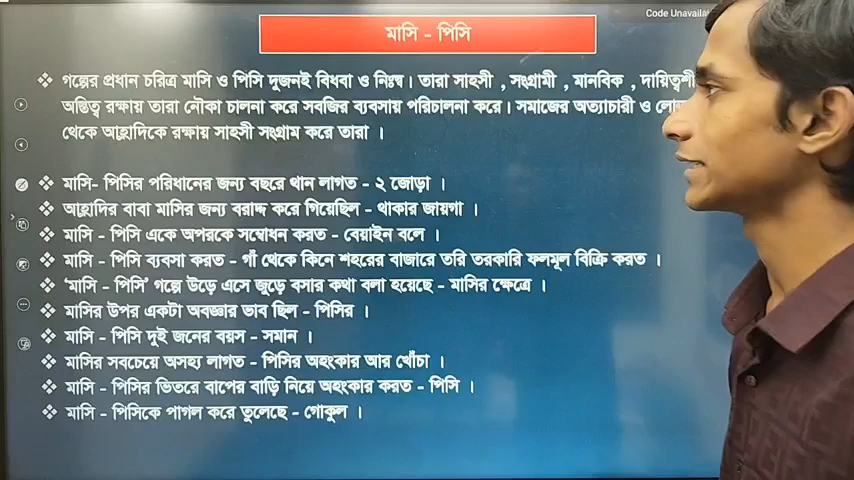 Code Unavaila
মাসি - পিসি
❖ গল্পের প্রধান চরিত্র মাসি ও পিসি দুজনই বিধবা ও নিঃস্ব। তারা সাহসী , সংগ্রামী , মানবিক , দায়িত্বশী
অস্তিত্ব রক্ষায় তারা নৌকা চালনা করে সবজির ব্যবসায় পরিচালনা করে। সমাজের অত্যাচারী ও
থেকে আহ্লাদিকে রক্ষায় সাহসী সংগ্রাম করে তারা ।
❖ মাসি- পিসির পরিধানের জন্য বছরে থান লাগত - ২ জোড়া ।
❖ আহ্লাদির বাবা মাসির জন্য বরাদ্দ করে গিয়েছিল - থাকার জায়গা ।
❖ মাসি - পিসি একে অপরকে সম্বোধন করত - বেয়াইন বলে ।
❖ মাসি - পিসি ব্যবসা করত - গাঁ থেকে কিনে শহরের বাজারে তরি তরকারি ফলমূল বিক্রি করত ।
❖ ‘মাসি - পিসি’ গল্পে উড়ে এসে জুড়ে বসার কথা বলা হয়েছে - মাসির ক্ষেত্রে ।
❖ মাসির উপর একটা অবজ্ঞার ভাব ছিল - পিসির ।
❖ মাসি - পিসি দুই জনের বয়স - সমান ।
❖ মাসির সবচেয়ে অসহ্য লাগত - পিসির অহংকার আর খোঁচা ।
❖ মাসি - পিসির ভিতরে বাপের বাড়ি নিয়ে অহংকার করত - পিসি ।
❖ মাসি - পিসিকে পাগল করে তুলেছে - গোকুল ।